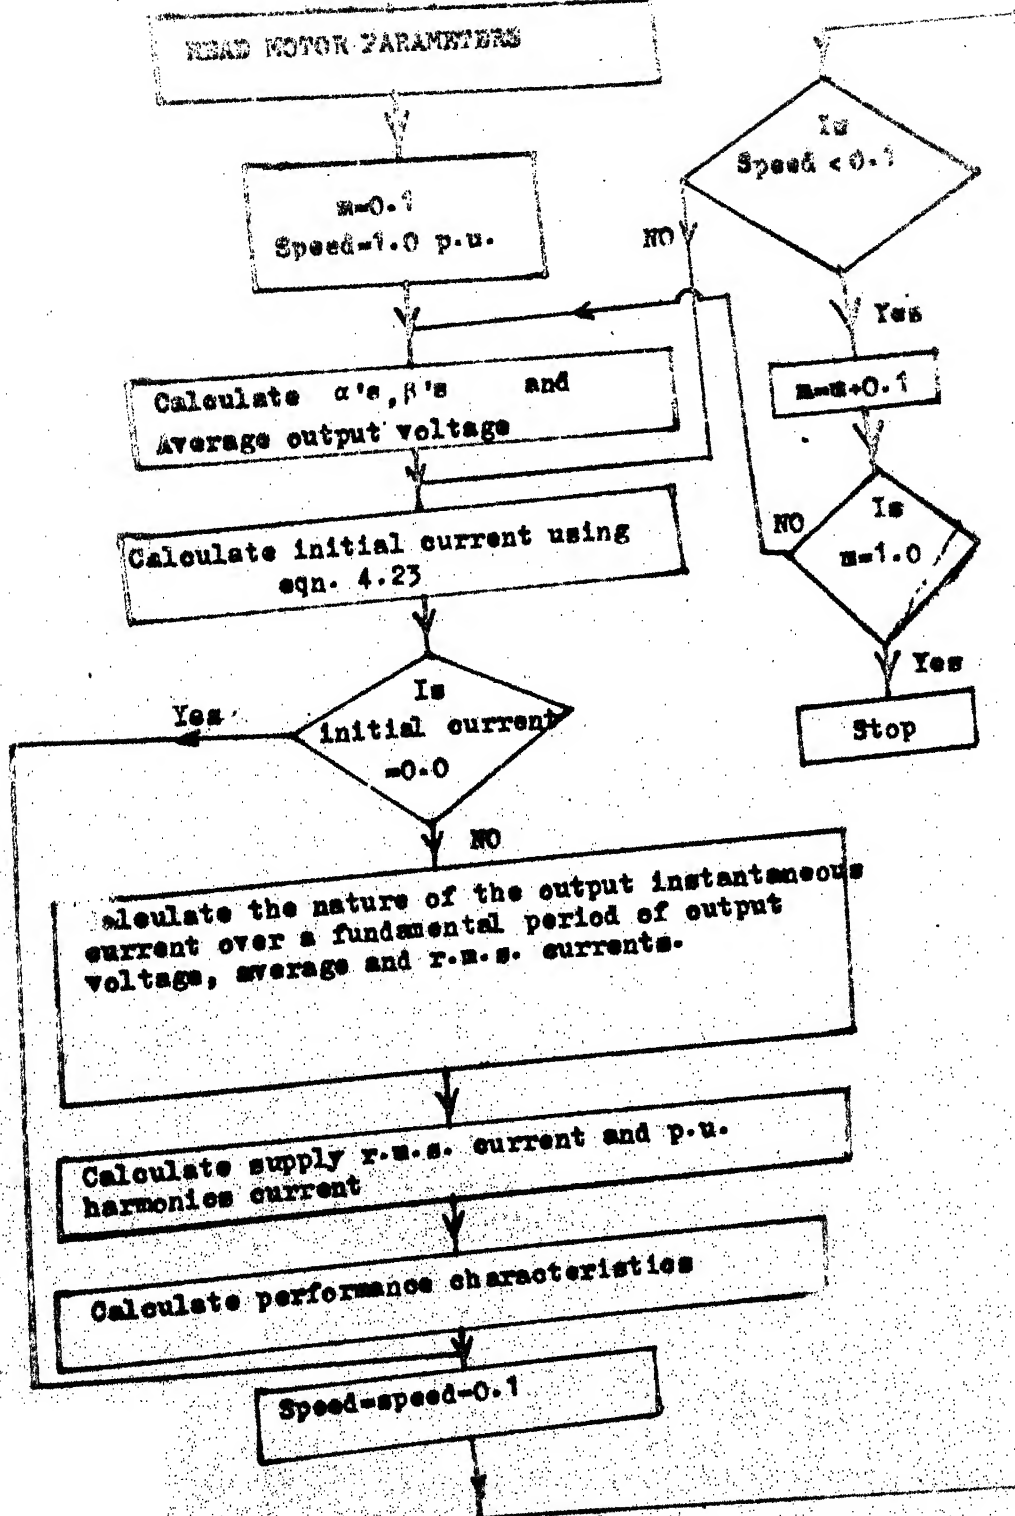 READ MOTOR PARAMETERS
m=0.1
Speed=1.0 p.u.
Calculate α's, β's and
Average output voltage
Calculate initial current using
eqn. 4.23
Is
initial current
=0.0
Yes
NO
alculate the nature of the output instantaneous
current over a fundamental period of output
voltage, average and r.m.s. currents.
Calculate supply r.m.s. current and p.u.
harmonics current
Calculate performance characteristics
Speed=speed-0.1
Is
Speed < 0.1
NO
Yes
m=m+0.1
Is
m=1.0
NO
Yes
Stop